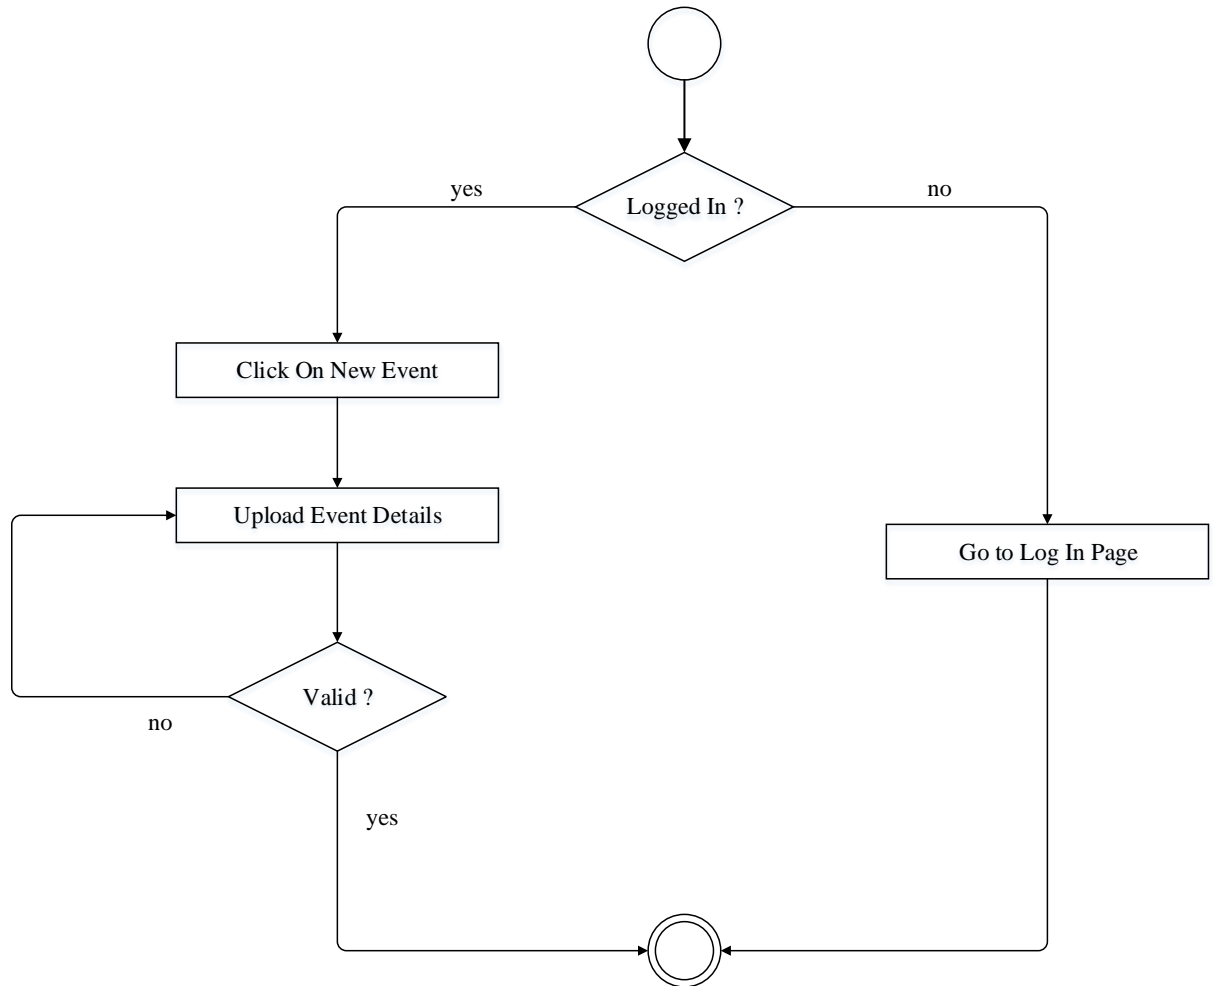 yes
no
Logged In ?
Click On New Event
Upload Event Details
Go to Log In Page
Valid ?
no
yes